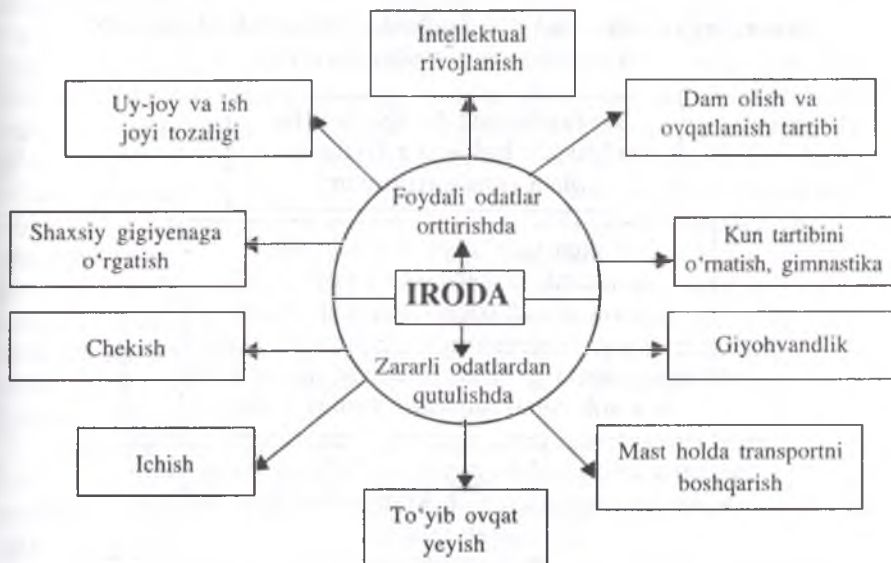 Intellektual
rivojlanish
Uy-joy va ish
joyi tozaligi
Dam olish va
ovqatlanish tartibi
Foydali odatlar
orttirishda
Shaxsiy gigiyenaga
o‘rgatish
Kun tartibini
o‘rnatish, gimnastika
IRODA
Chekish
Giyohvandlik
Zararli odatlardan
qutulishda
Ichish
Mast holda transportni
boshqarish
To‘yib ovqat
yeyish